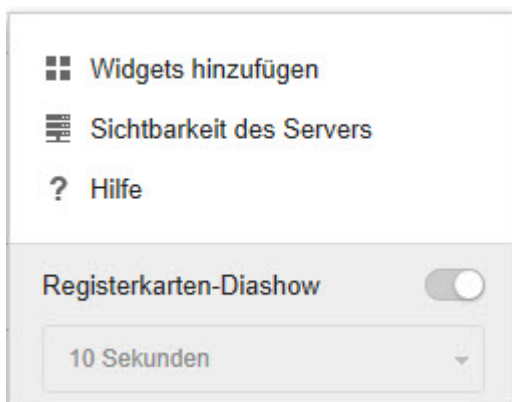 Widgets hinzufügen
Sichtbarkeit des Servers
? Hilfe
Registerkarten-Diashow
10 Sekunden